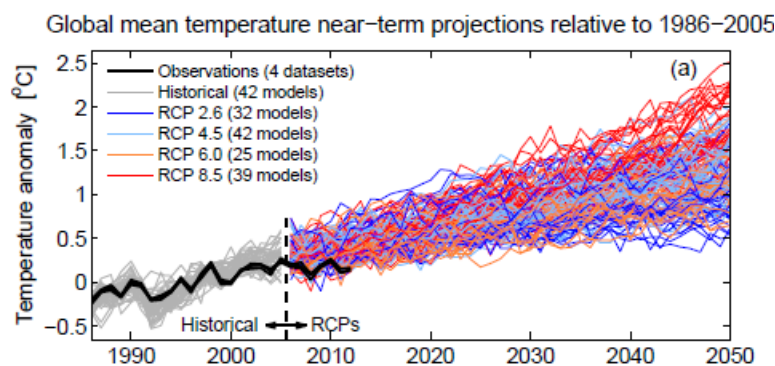 Global mean temperature near−term projections relative to 1986−2005
(a)
Temperature anomaly [ºC]
2.5
2
1.5
1
0.5
0
−0.5
Observations (4 datasets)
Historical (42 models)
RCP 2.6 (32 models)
RCP 4.5 (42 models)
RCP 6.0 (25 models)
RCP 8.5 (39 models)
Historical RCPs
1990 2000 2010 2020 2030 2040 2050